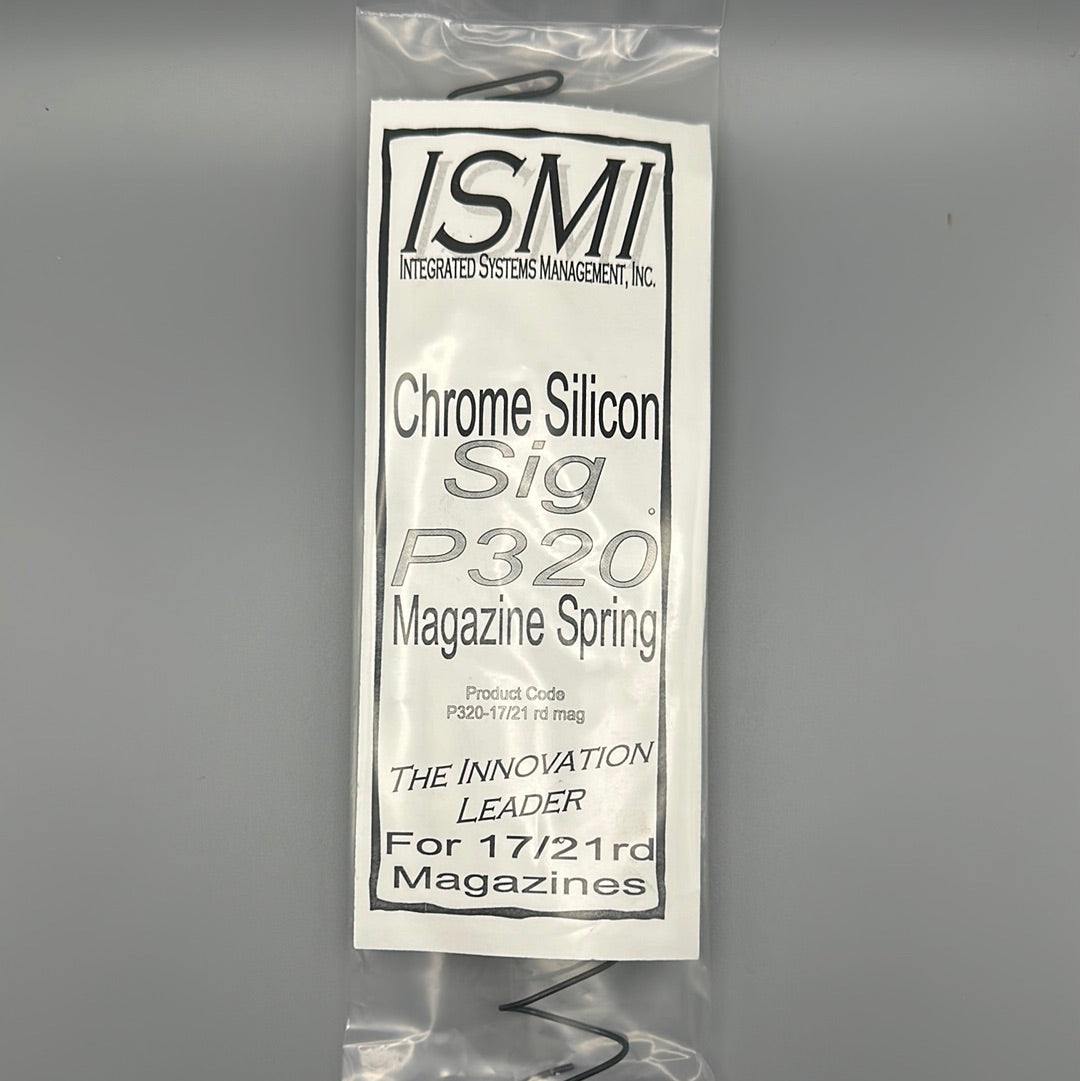 ISMI
INTEGRATED SYSTEMS MANAGEMENT, INC.
Chrome Silicon
Sig
P320
Magazine Spring
Product Code
P320-17/21 rd mag
THE INNOVATION
LEADER
For 17/21rd
Magazines